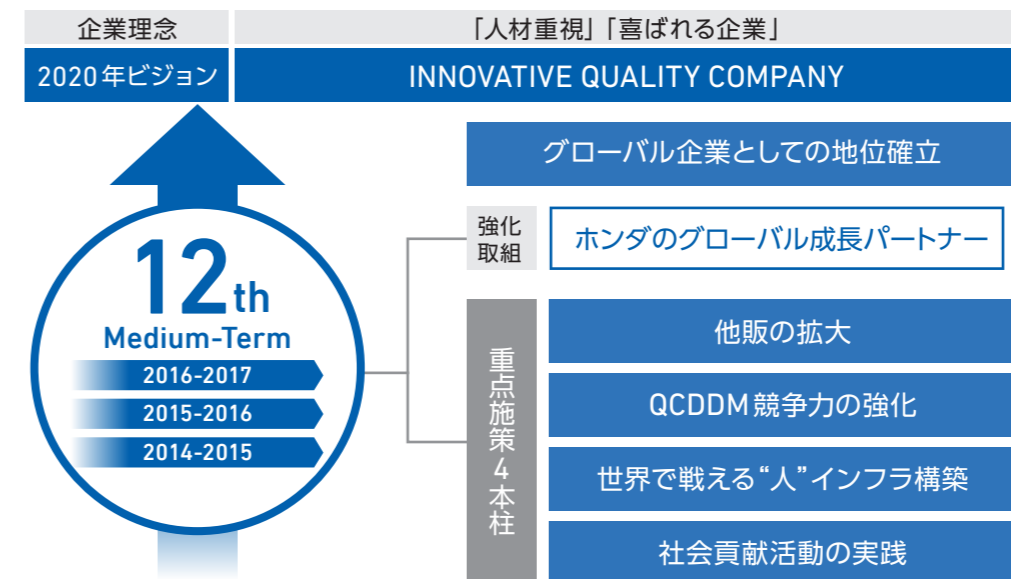 企業理念
「人材重視」「喜ばれる企業」
2020年ビジョン
INNOVATIVE QUALITY COMPANY
グローバル企業としての地位確立
12th
Medium-Term
2016-2017
2015-2016
2014-2015
強化
取組
ホンダのグローバル成長パートナー
重点施策4本柱
他販の拡大
QCDDM競争力の強化
世界で戦える“人”インフラ構築
社会貢献活動の実践